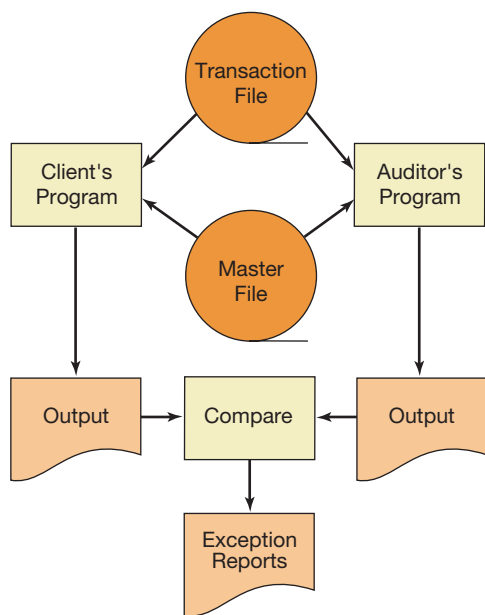 Transaction
File
Client's
Program
Auditor's
Program
Master
File
Output
Compare
Output
Exception
Reports